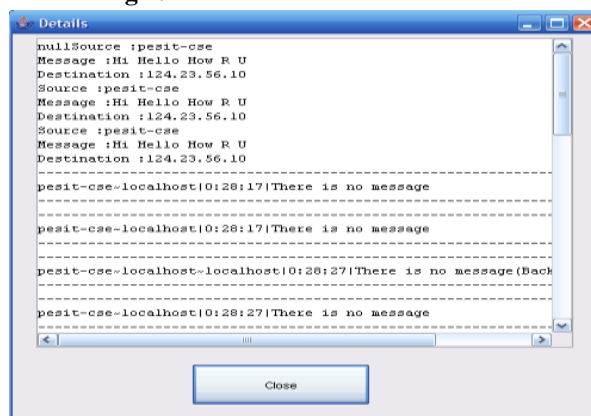 Details
nullSource :pesit-cse
Message :Hi Hello How R U
Destination :124.23.56.10
Source :pesit-cse
Message :Hi Hello How R U
Destination :124.23.56.10
Source :pesit-cse
Message :Hi Hello How R U
Destination :124.23.56.10
pesit-cse~localhost|0:28:17|There is no message
pesit-cse-localhost|0:28:17|There is no message
pesit-cse~localhost~localhost|0:28:27|There is no message(Back
pesit-cse~localhost|0:28:27|There is no message
Close